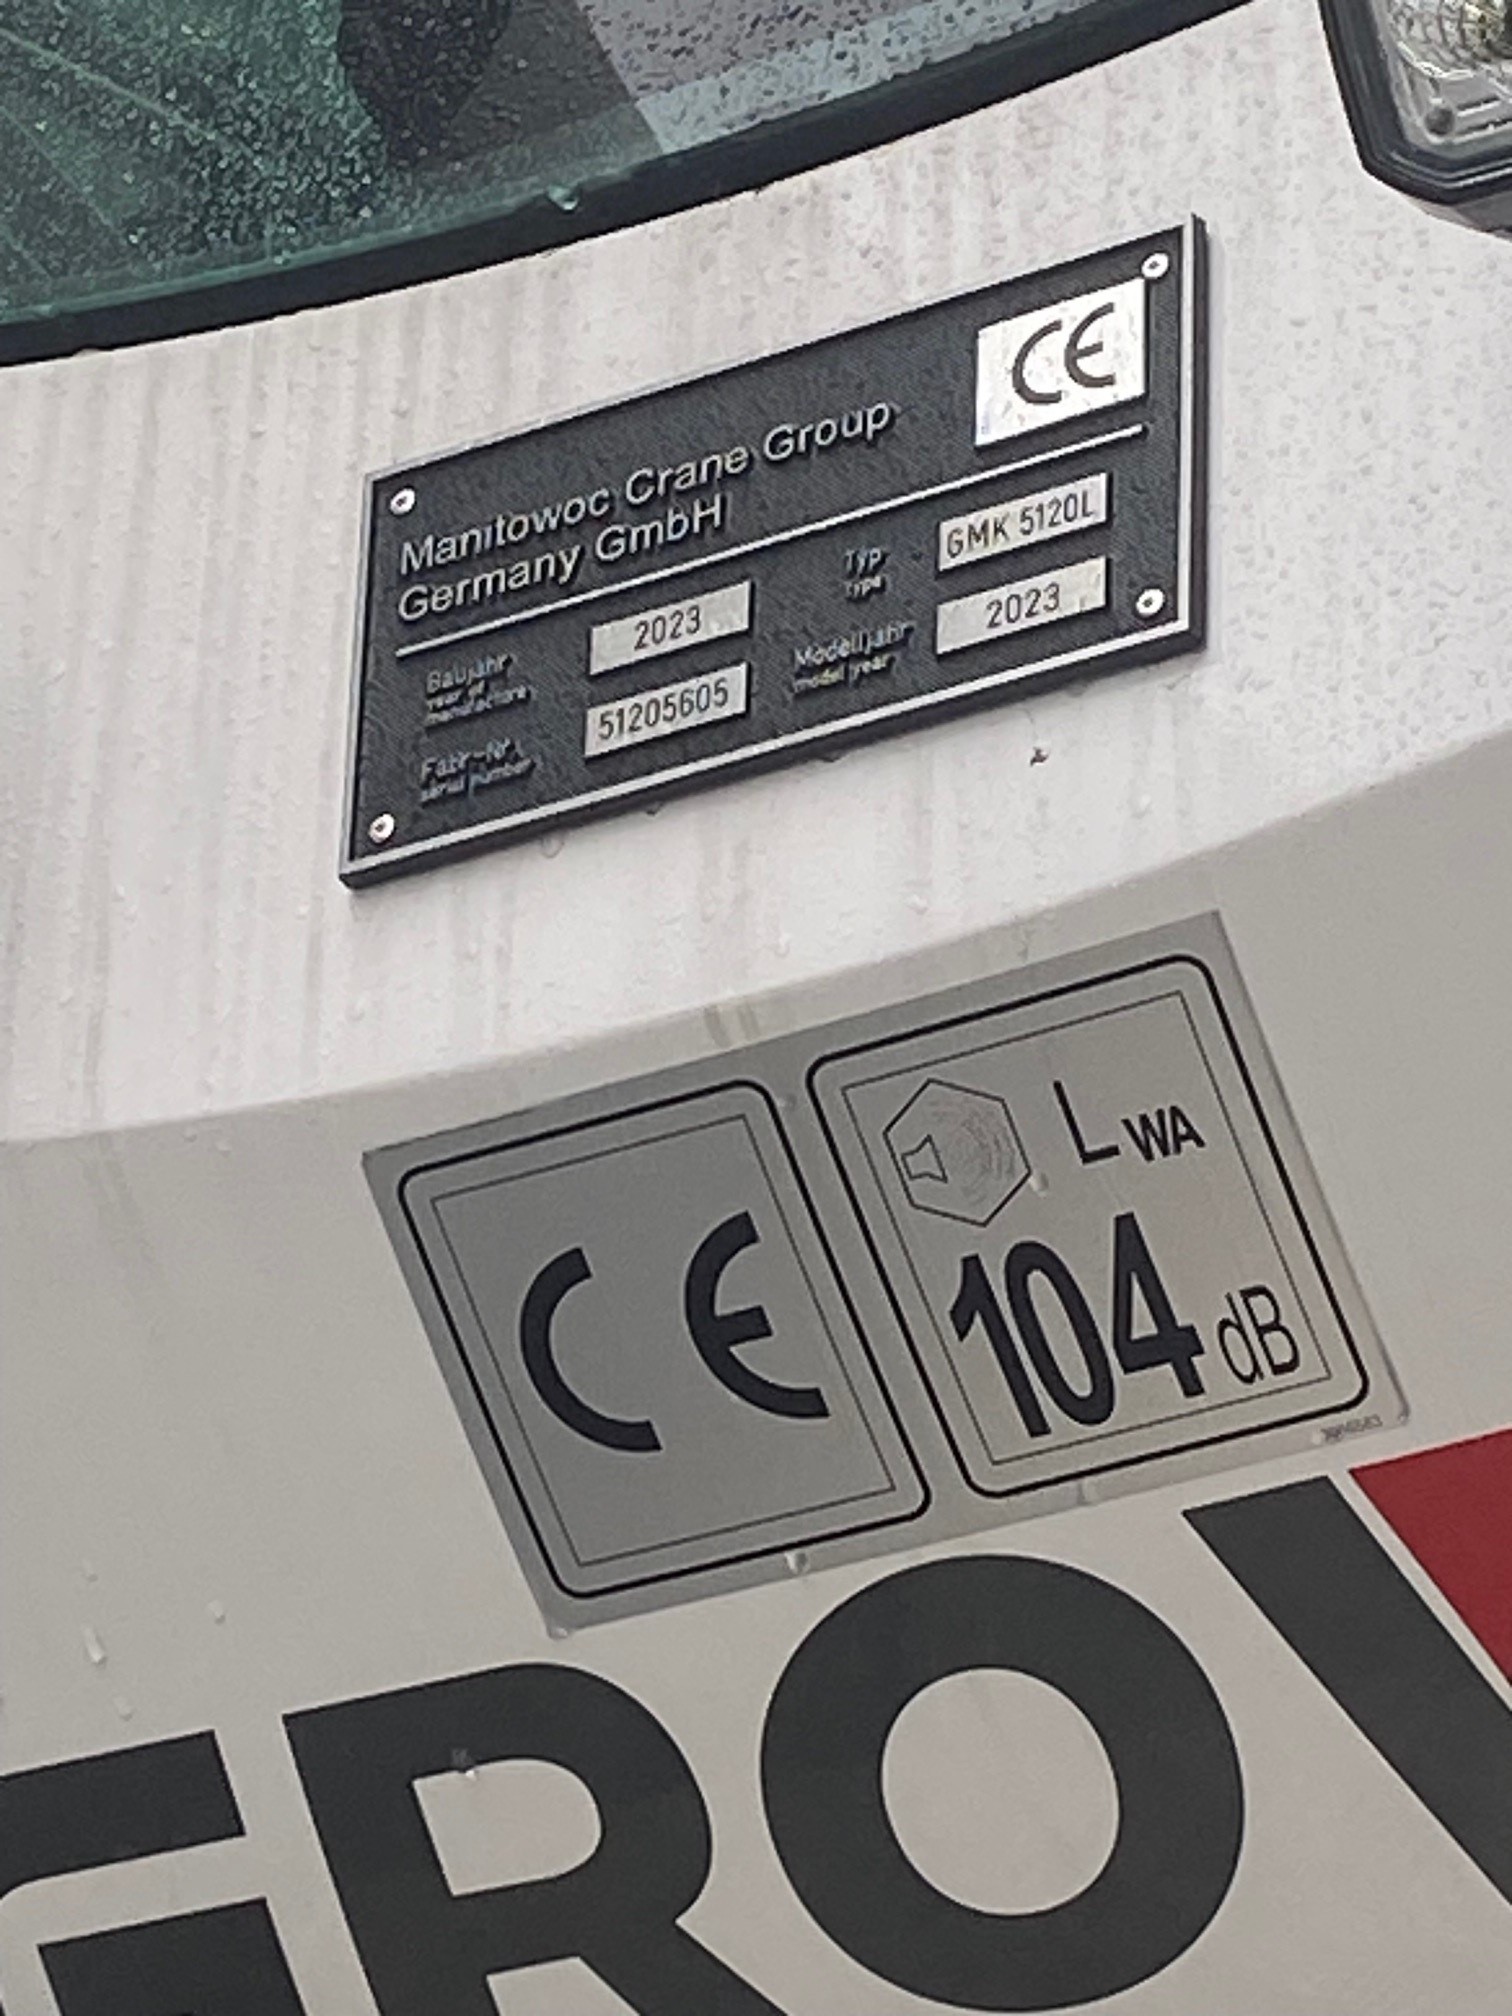 CE
Manitowoc Crane Group
Germany GmbH
Baujahr
year of
manufacture
2023
Typ
type
GMK 5120L
Fabr-Nr.
serial number
51205605
Modelljahr
model year
2023
CE
LWA
104 dB
GROV